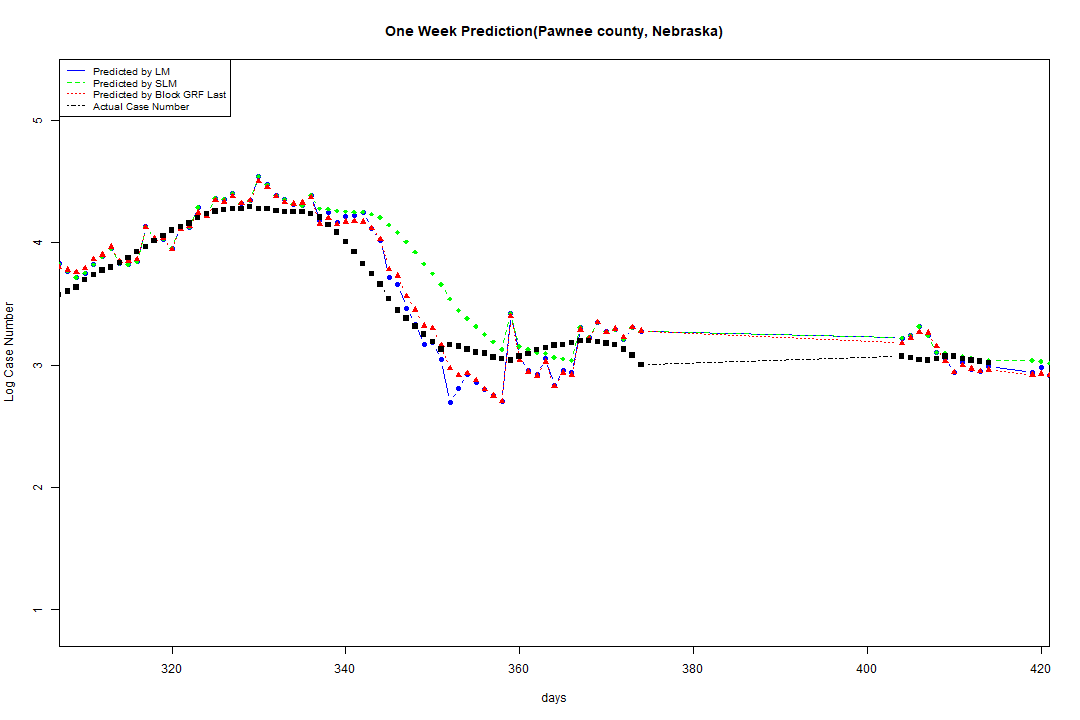 One Week Prediction(Pawnee county, Nebraska)
Predicted by LM
Predicted by SLM
Predicted by Block GRF Last
Actual Case Number
5
4
3
2
1
Log Case Number
320 340 360 380 400 420
days